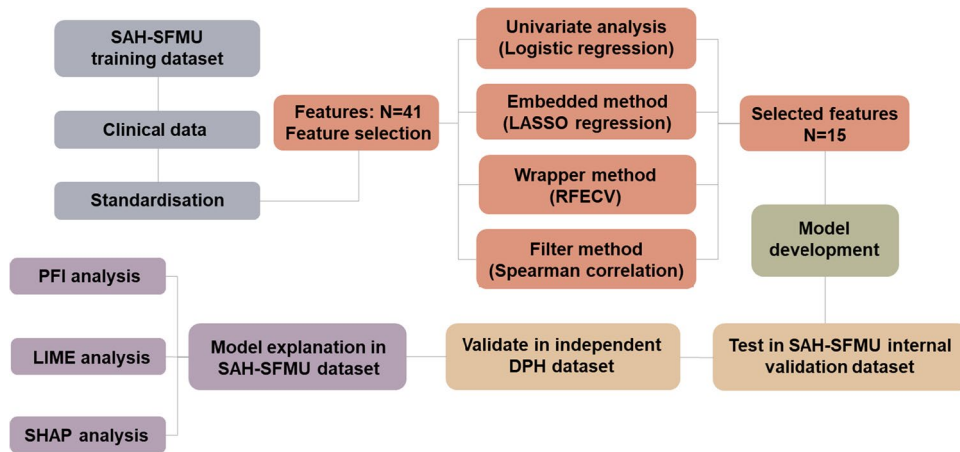 SAH-SFMU
training dataset
Clinical data
Standardisation
Features: N=41
Feature selection
Univariate analysis
(Logistic regression)
Embedded method
(LASSO regression)
Wrapper method
(RFECV)
Filter method
(Spearman correlation)
Selected features
N=15
Model
development
Test in SAH-SFMU internal
validation dataset
Validate in independent
DPH dataset
Model explanation in
SAH-SFMU dataset
PFI analysis
LIME analysis
SHAP analysis